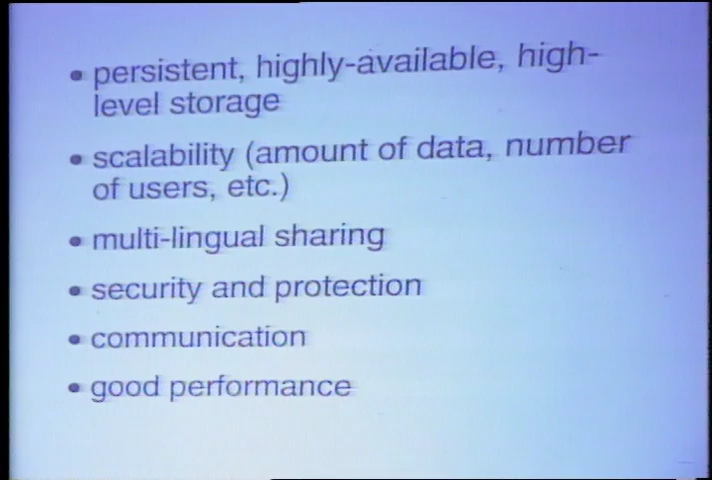 • persistent, highly-available, high-
level storage
• scalability (amount of data, number
of users, etc.)
• multi-lingual sharing
• security and protection
• communication
• good performance